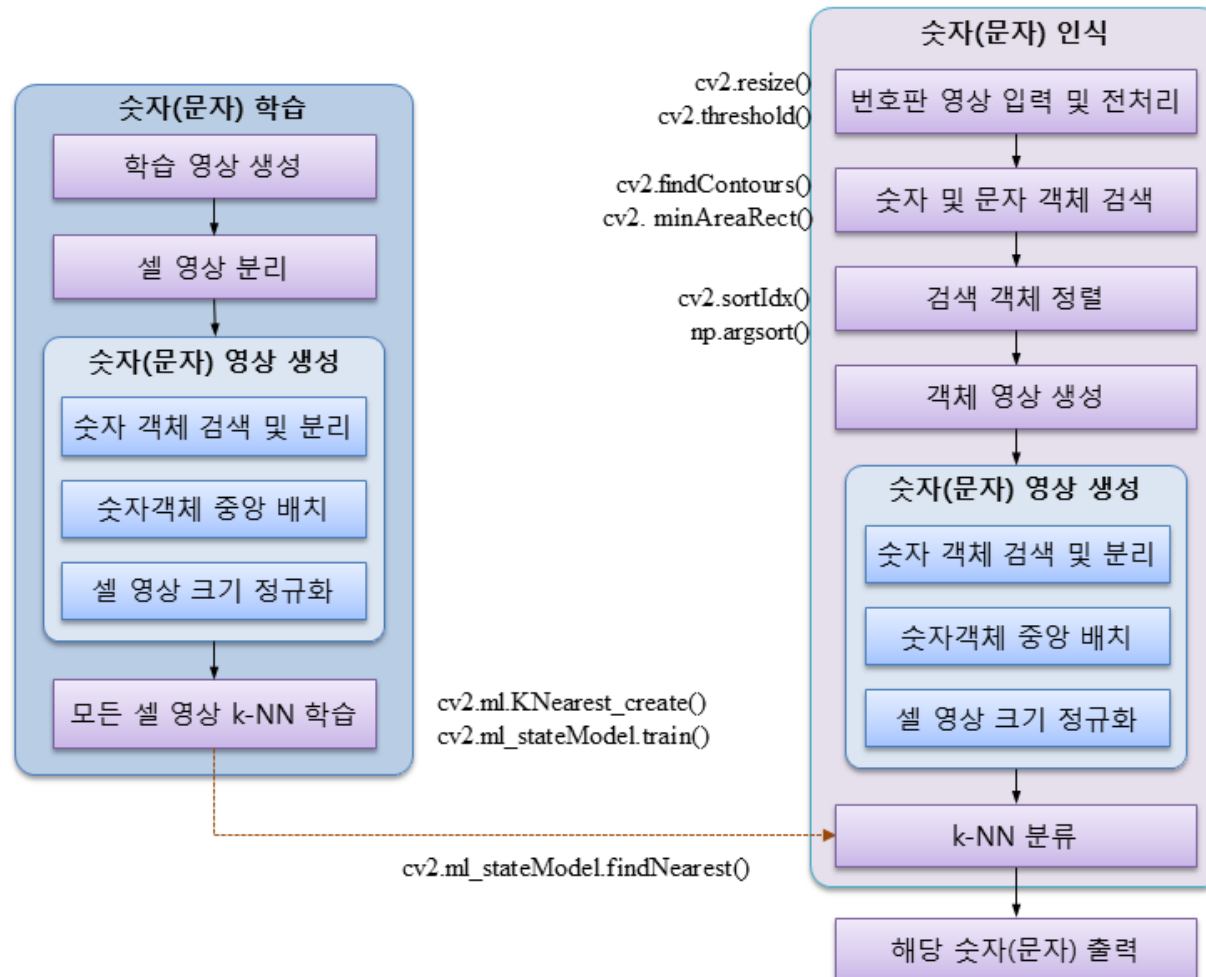 숫자(문자) 학습
학습 영상 생성
셀 영상 분리
숫자(문자) 영상 생성
숫자 객체 검색 및 분리
숫자객체 중앙 배치
셀 영상 크기 정규화
모든 셀 영상 k-NN 학습
cv2.ml.KNearest_create()
cv2.ml_stateModel.train()
cv2.ml_stateModel.findNearest()
숫자(문자) 인식
cv2.resize()
cv2.threshold()
번호판 영상 입력 및 전처리
cv2.findContours()
cv2. minAreaRect()
숫자 및 문자 객체 검색
cv2.sortIdx()
np.argsort()
검색 객체 정렬
객체 영상 생성
숫자(문자) 영상 생성
숫자 객체 검색 및 분리
숫자객체 중앙 배치
셀 영상 크기 정규화
k-NN 분류
해당 숫자(문자) 출력